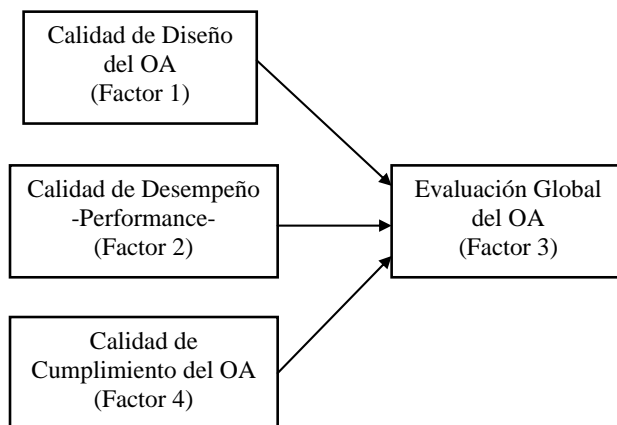 Calidad de Diseño
del OA
(Factor 1)
Calidad de Desempeño
-Performance-
(Factor 2)
Evaluación Global
del OA
(Factor 3)
Calidad de
Cumplimiento del OA
(Factor 4)